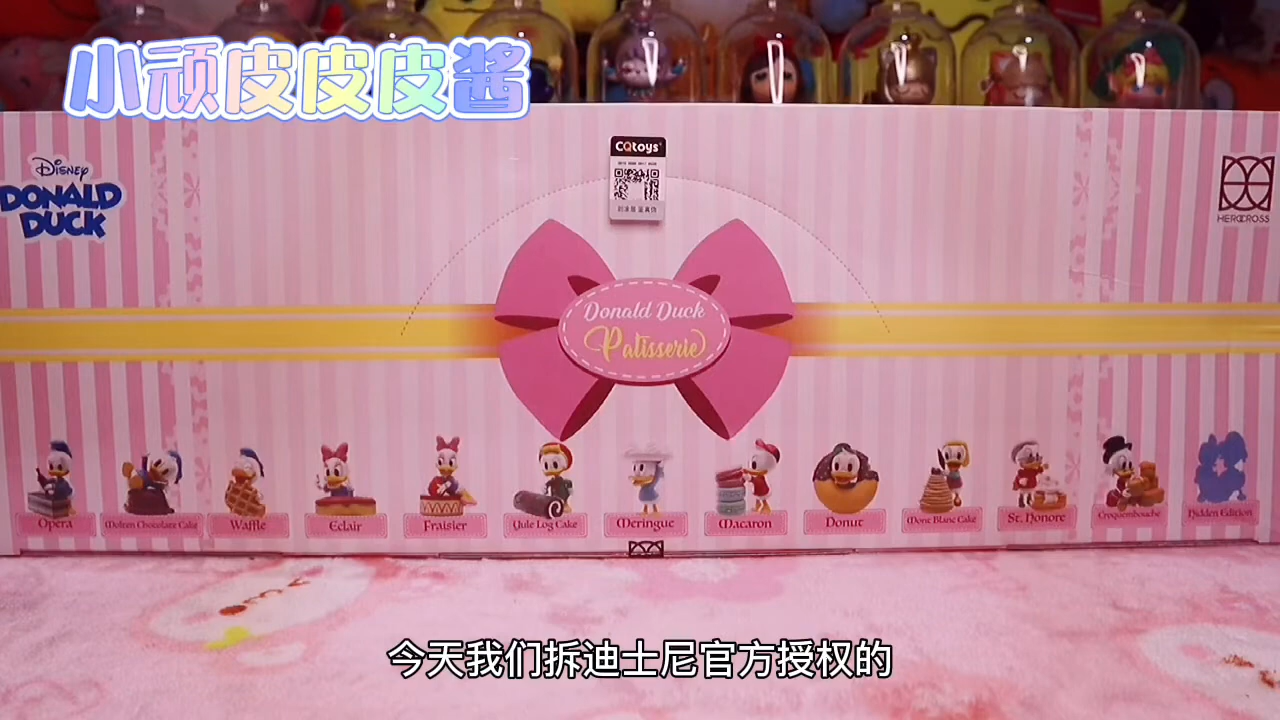 小顽皮皮皮酱
CQtoys
Disney
DONALD
DUCK
HEROCROSS
Donald Duck
Patisserie
Opera
Molten Chocolate Cake
Waffle
Eclair
Fraisier
Yule Log Cake
Meringue
Macaron
Donut
Mont Blanc Cake
St. Honore
Croquembouche
Hidden Edition
今天我们拆迪士尼官方授权的